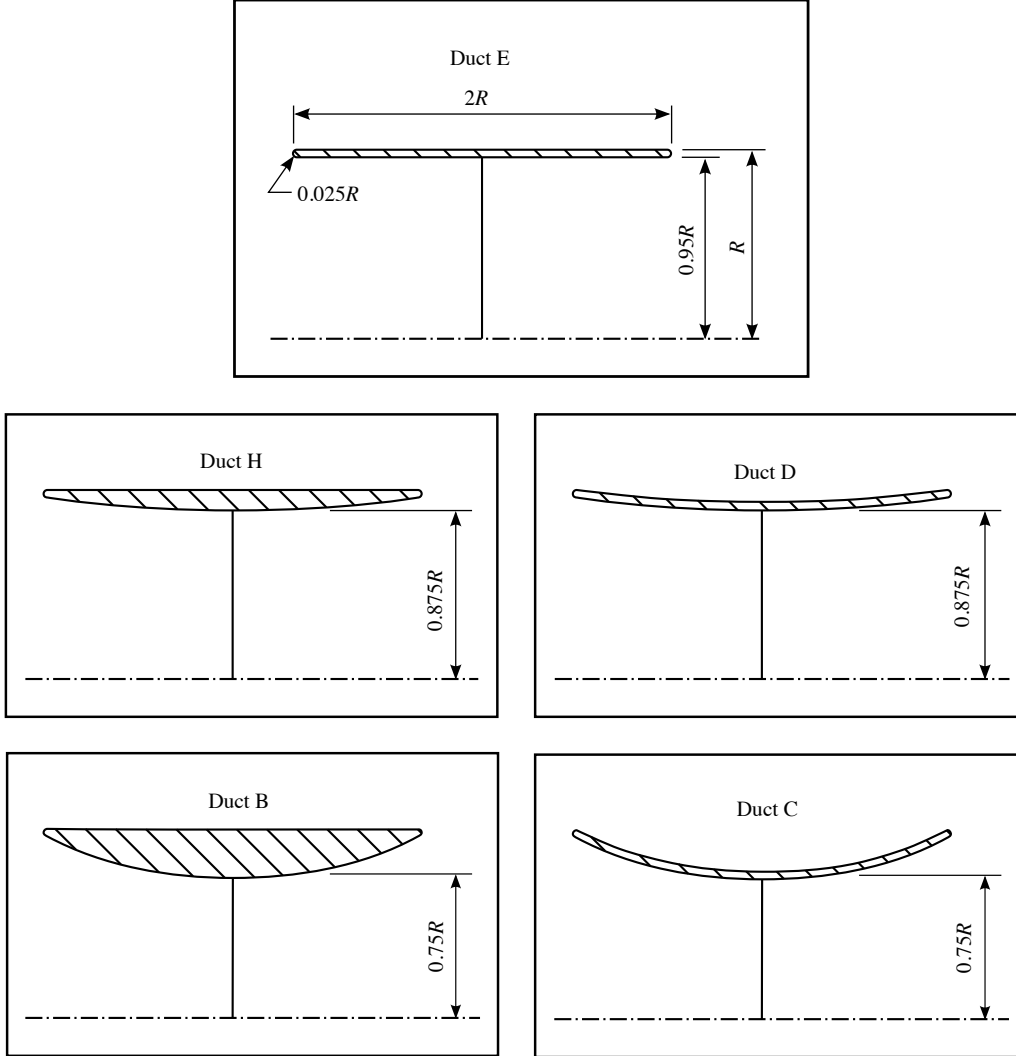 Duct E
2R
0.025R
0.95R
R
Duct H
0.875R
Duct D
0.875R
Duct B
0.75R
Duct C
0.75R